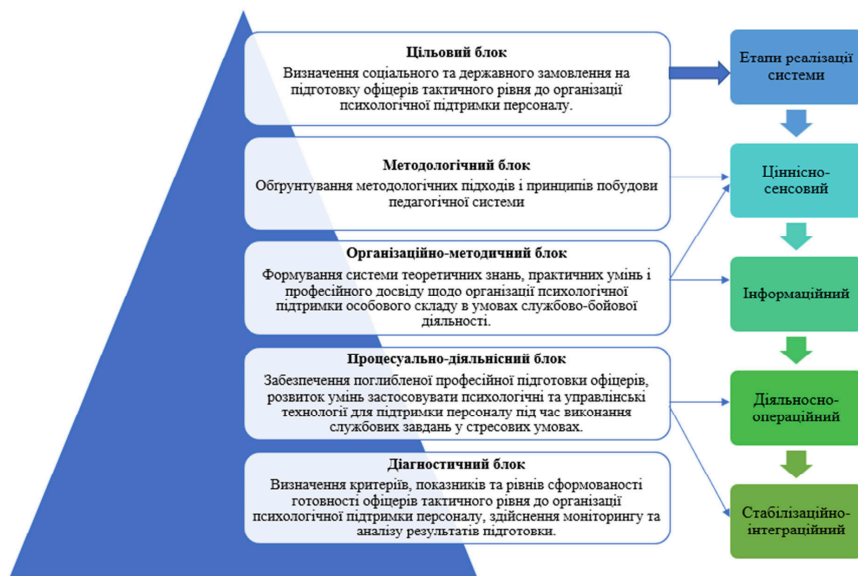 Цільовий блок
Визначення соціального та державного замовлення на
підготовку офіцерів тактичного рівня до організації
психологічної підтримки персоналу.
Методологічний блок
Обґрунтування методологічних підходів і принципів побудови
педагогічної системи
Організаційно-методичний блок
Формування системи теоретичних знань, практичних умінь і
професійного досвіду щодо організації психологічної
підтримки особового складу в умовах службово-бойової
діяльності.
Процесуально-діяльнісний блок
Забезпечення поглибленої професійної підготовки офіцерів,
розвиток умінь застосовувати психологічні та управлінські
технології для підтримки персоналу під час виконання
службових завдань у стресових умовах.
Діагностичний блок
Визначення критеріїв, показників та рівнів сформованості
готовності офіцерів тактичного рівня до організації
психологічної підтримки персоналу, здійснення моніторингу та
аналізу результатів підготовки.
Етапи реалізації
системи
Ціннісно-
сенсовий
Інформаційний
Діяльносно-
операційний
Стабілізаційно-
інтеграційний